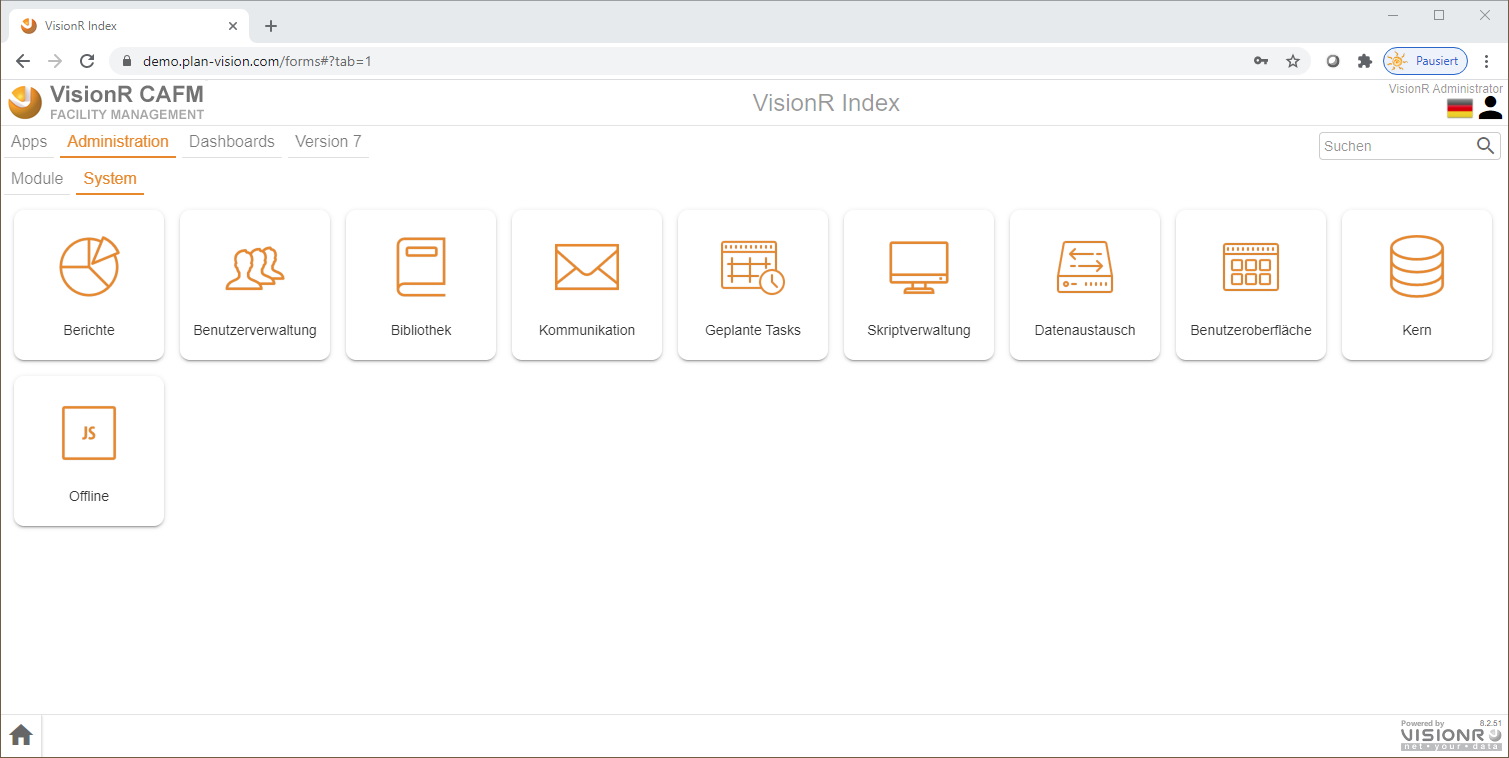 VisionR Index
demo.plan-vision.com/forms#?tab=1
Pausiert
VisionR CAFM
FACILITY MANAGEMENT
VisionR Index
VisionR Administrator
Apps Administration Dashboards Version 7
Suchen
Module System
Berichte Benutzerverwaltung Bibliothek Kommunikation Geplante Tasks Skriptverwaltung Datenaustausch Benutzeroberfläche Kern
JS
Offline
Powered by 8.2.51
VISIONR
net • your • data